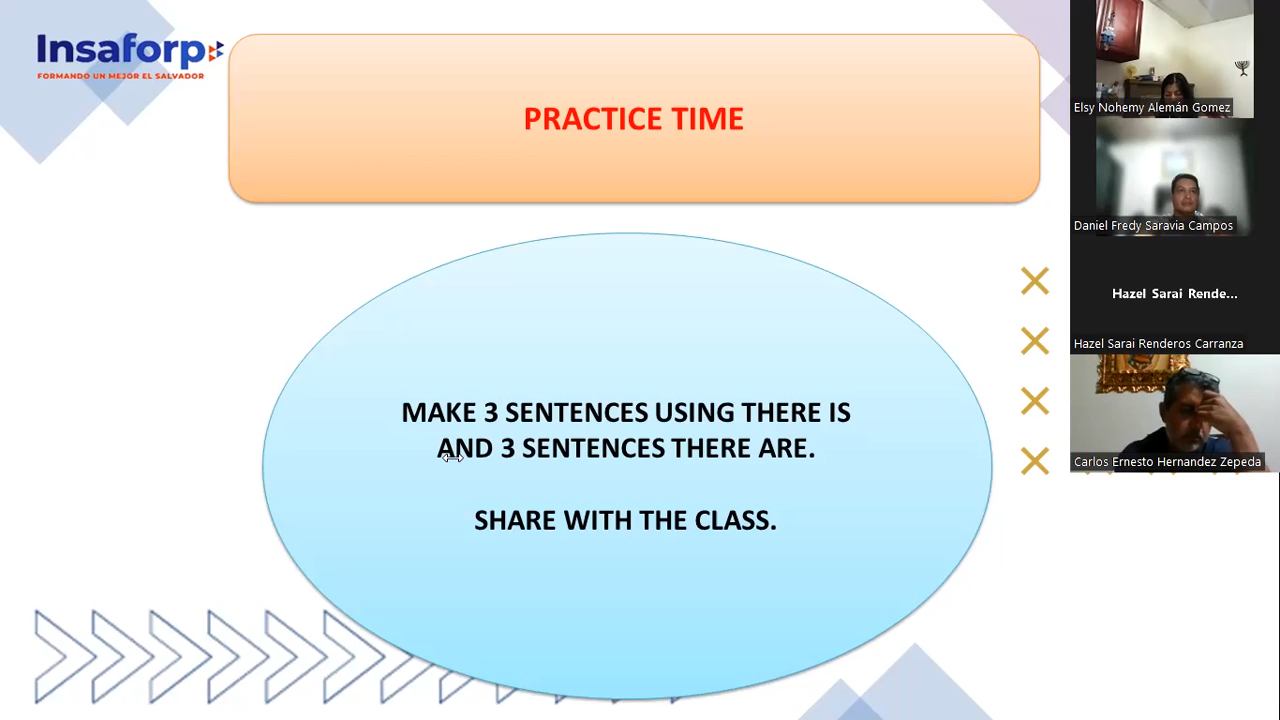 Insaforp
FORMANDO UN MEJOR EL SALVADOR
PRACTICE TIME
MAKE 3 SENTENCES USING THERE IS
AND 3 SENTENCES THERE ARE.
SHARE WITH THE CLASS.
Elsy Nohemy Alemán Gomez
Daniel Fredy Saravia Campos
Hazel Sarai Rende...
Hazel Sarai Renderos Carranza
Carlos Ernesto Hernandez Zepeda